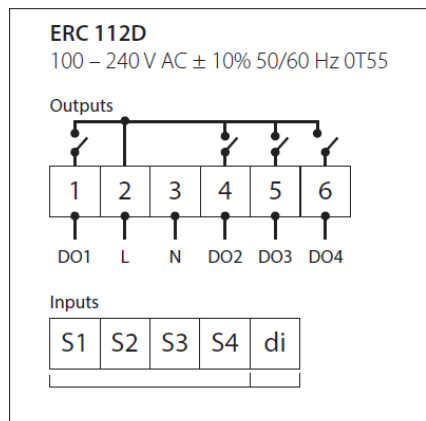 ERC 112D
100 – 240 V AC ± 10% 50/60 Hz 0T55
Outputs
1 2 3 4 5 6
DO1 L N DO2 DO3 DO4
Inputs
S1 S2 S3 S4 di